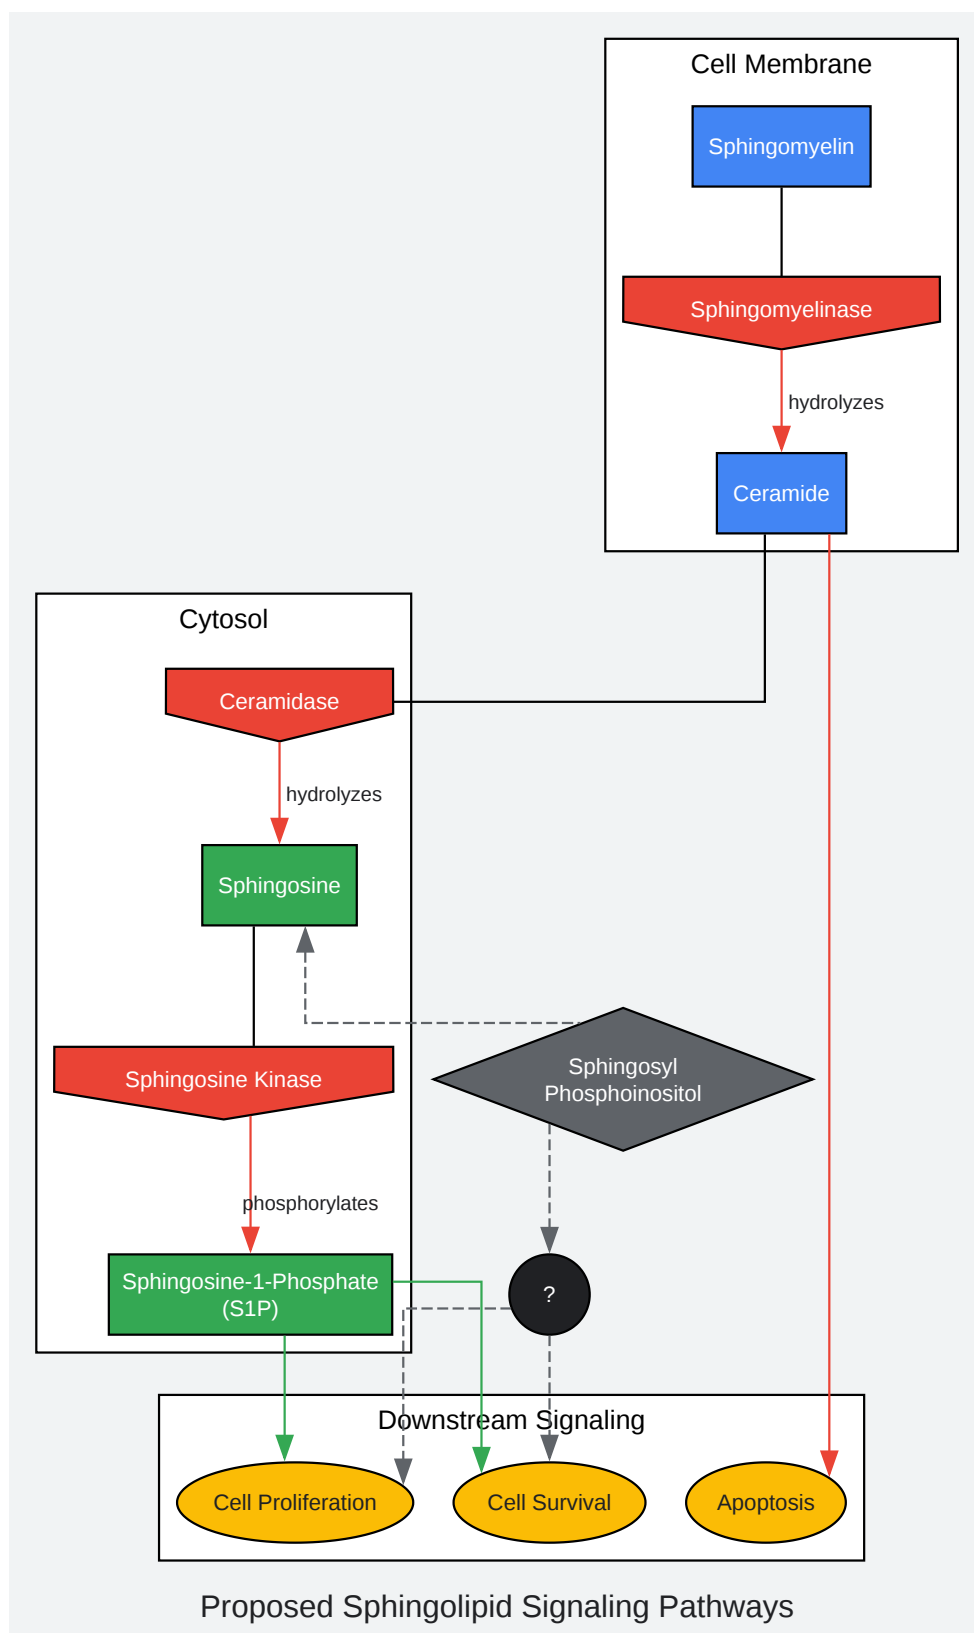 Cell Membrane
Sphingomyelin
Sphingomyelinase
hydrolyzes
Ceramide
Cytosol
Ceramidase
hydrolyzes
Sphingosine
Sphingosyl
Phosphoinositol
Sphingosine Kinase
phosphorylates
Sphingosine-1-Phosphate
(S1P)
?
Downstream Signaling
Cell Proliferation
Cell Survival
Apoptosis
Proposed Sphingolipid Signaling Pathways